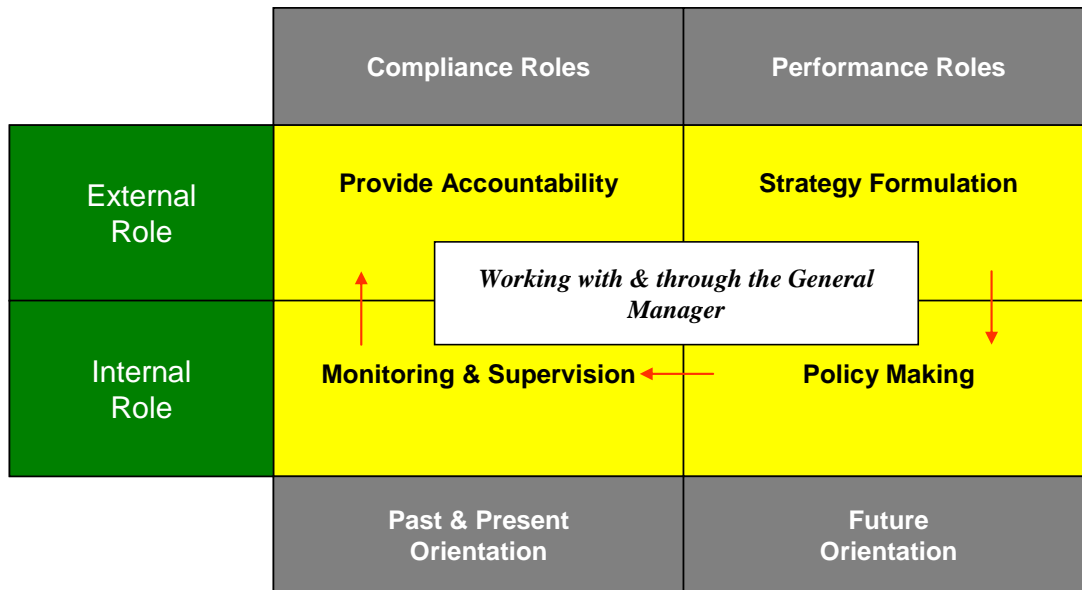 Compliance Roles
Performance Roles
External
Role
Provide Accountability
Strategy Formulation
Working with & through the General
Manager
Internal
Role
Monitoring & Supervision
Policy Making
Past & Present
Orientation
Future
Orientation